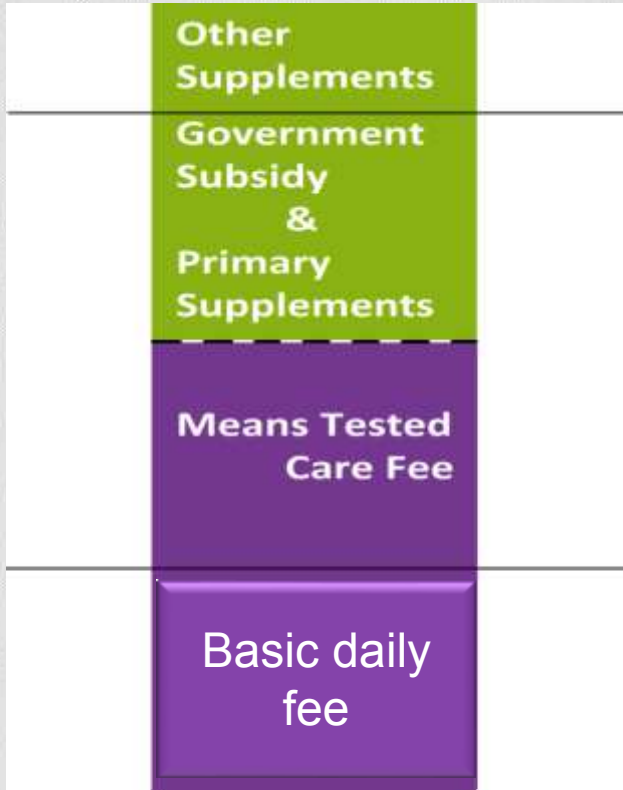 Other
Supplements
Government
Subsidy
&
Primary
Supplements
Means Tested
Care Fee
Basic daily
fee